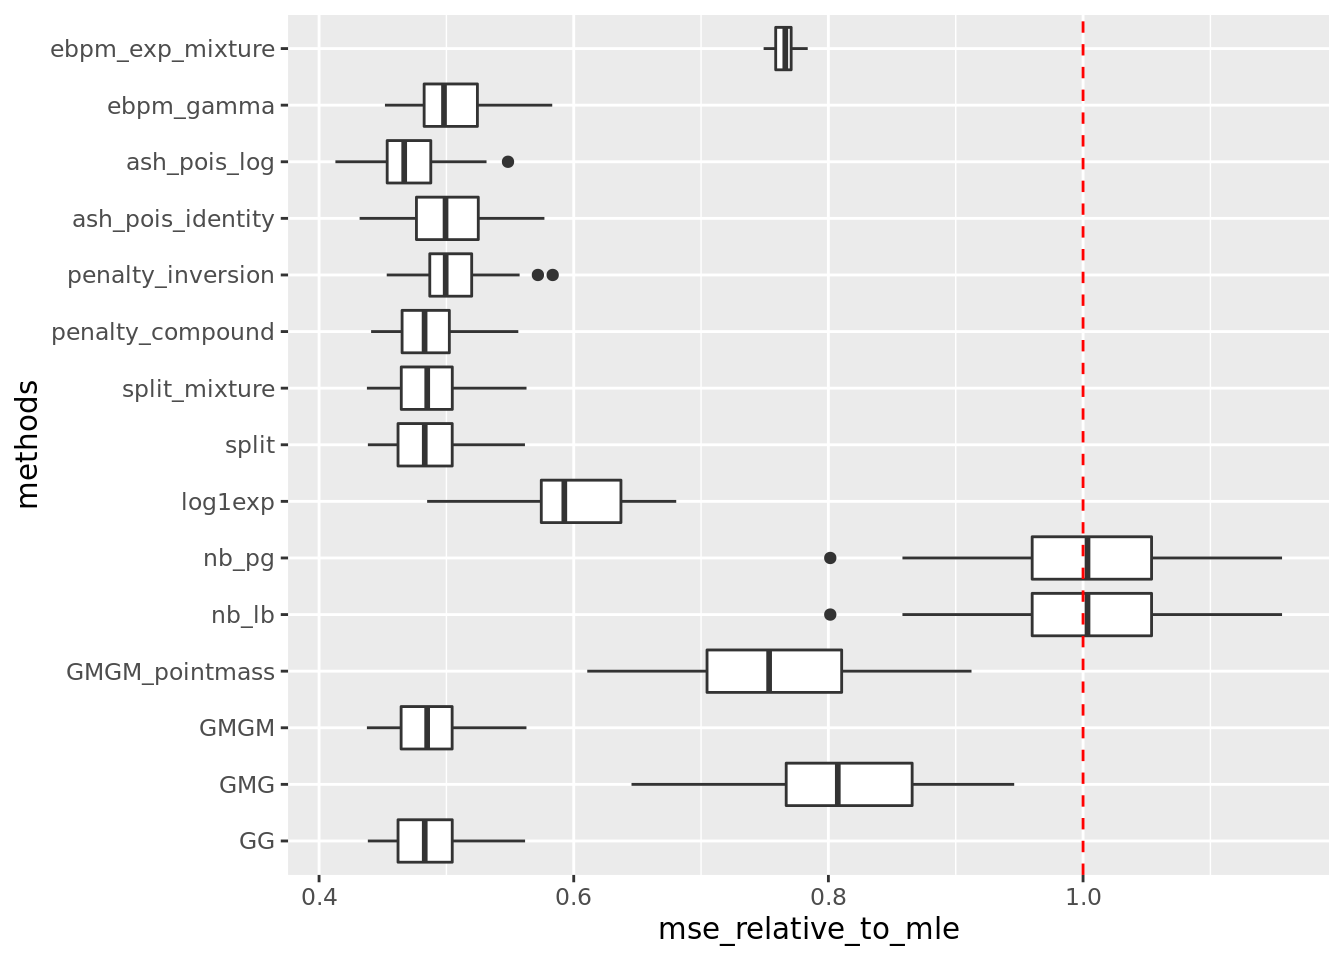 ebpm_exp_mixture
ebpm_gamma
ash_pois_log
ash_pois_identity
penalty_inversion
penalty_compound
split_mixture
split
log1exp
nb_pg
nb_lb
GMGM_pointmass
GMGM
GMG
GG
methods
0.4 0.6 0.8 1.0
mse_relative_to_mle